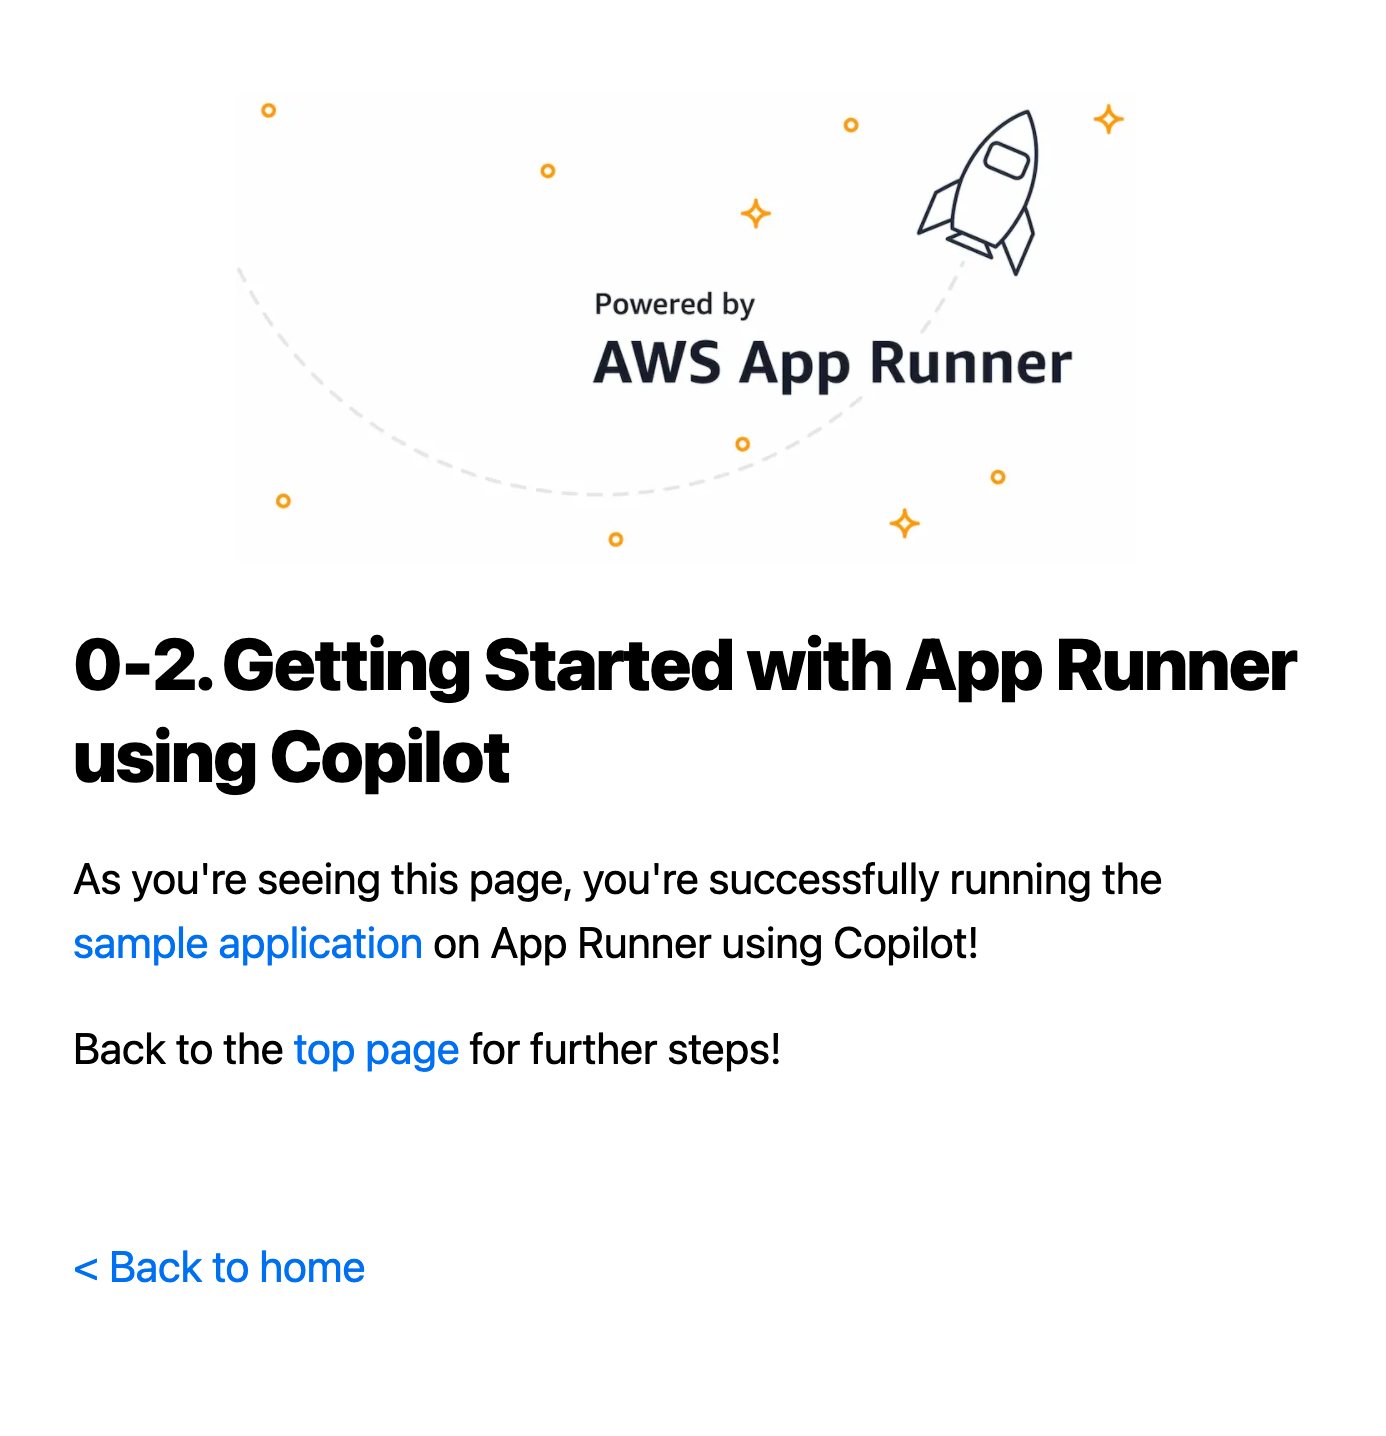 Powered by
AWS App Runner
0-2. Getting Started with App Runner
using Copilot
As you're seeing this page, you're successfully running the
sample application on App Runner using Copilot!
Back to the top page for further steps!
< Back to home